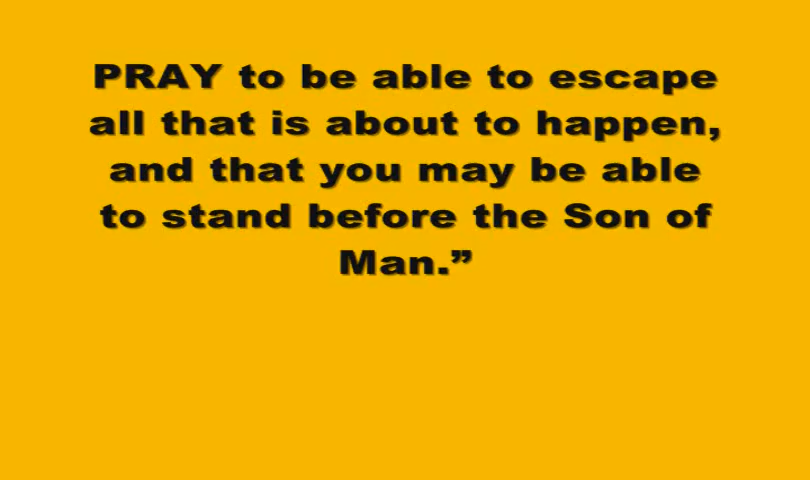 PRAY to be able to escape
all that is about to happen,
and that you may be able
to stand before the Son of
Man.”